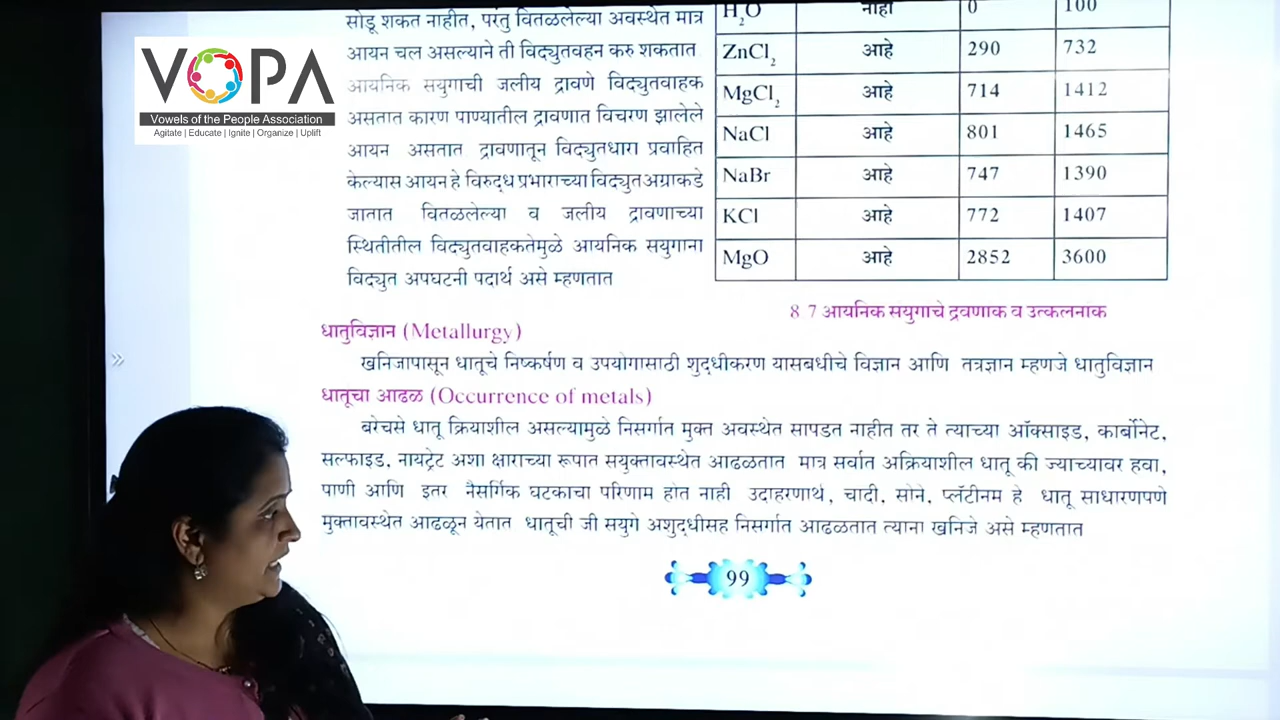 सोडू शकत नाहीत, परंतु वितळलेल्या अवस्थेत मात्र
आयन चल असल्याने ती विद्युतवहन करु शकतात
आयनिक सयुगाची जलीय द्रावणे विद्युतवाहक
असतात कारण पाण्यातील द्रावणात विचरण झालेले
आयन असतात द्रावणातून विद्युतधारा प्रवाहित
केल्यास आयन हे विरुद्ध प्रभाराच्या विद्युतअग्राकडे
जातात वितळलेल्या व जलीय द्रावणाच्या
स्थितीतील विद्युतवाहकतेमुळे आयनिक सयुगाना
विद्युत अपघटनी पदार्थ असे म्हणतात
H₂O नाही 0 100
ZnCl₂ आहे 290 732
MgCl₂ आहे 714 1412
NaCl आहे 801 1465
NaBr आहे 747 1390
KCl आहे 772 1407
MgO आहे 2852 3600
8 7 आयनिक सयुगाचे द्रवणाक व उत्कलनाक
धातुविज्ञान (Metallurgy)
खनिजापासून धातूचे निष्कर्षण व उपयोगासाठी शुद्धीकरण यासबधीचे विज्ञान आणि तत्रज्ञान म्हणजे धातुविज्ञान
धातूचा आढळ (Occurrence of metals)
बरेचसे धातू क्रियाशील असल्यामुळे निसर्गात मुक्त अवस्थेत सापडत नाहीत तर ते त्याच्या ऑक्साइड, कार्बोनेट,
सल्फाइड, नायट्रेट अशा क्षाराच्या रूपात सयुक्तावस्थेत आढळतात मात्र सर्वात अक्रियाशील धातू की ज्याच्यावर हवा,
पाणी आणि इतर नैसर्गिक घटकाचा परिणाम होत नाही उदाहरणार्थ, चादी, सोने, प्लॅटीनम हे धातू साधारणपणे
मुक्तावस्थेत आढळून येतात धातूची जी सयुगे अशुद्धीसह निसर्गात आढळतात त्याना खनिजे असे म्हणतात
99
VOPA
Vowels of the People Association
Agitate | Educate | Ignite | Organize | Uplift